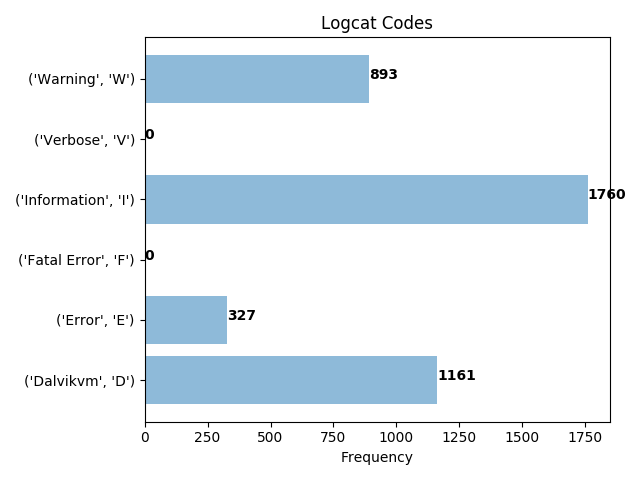 Logcat Codes
('Warning', 'W')
893
('Verbose', 'V')
0
('Information', 'I')
1760
('Fatal Error', 'F')
0
('Error', 'E')
327
('Dalvikvm', 'D')
1161
0 250 500 750 1000 1250 1500 1750
Frequency